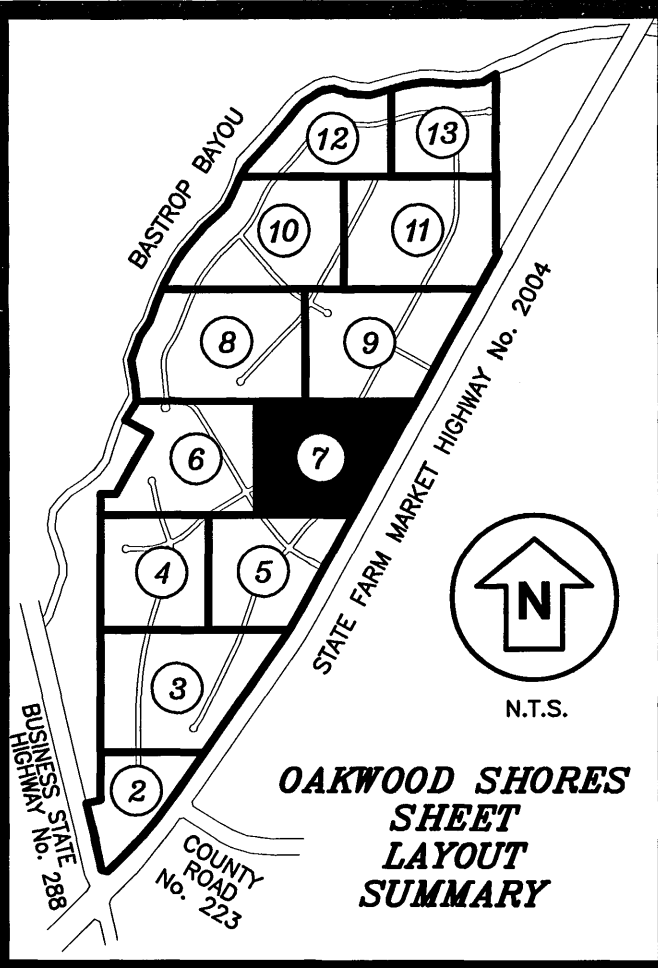 12
13
BASTROP BAYOU
10
11
8
9
STATE FARM MARKET HIGHWAY No. 2004
6
7
4
5
N
N.T.S.
3
BUSINESS STATE
HIGHWAY No. 288
2
COUNTY
ROAD
No. 223
OAKWOOD SHORES
SHEET
LAYOUT
SUMMARY